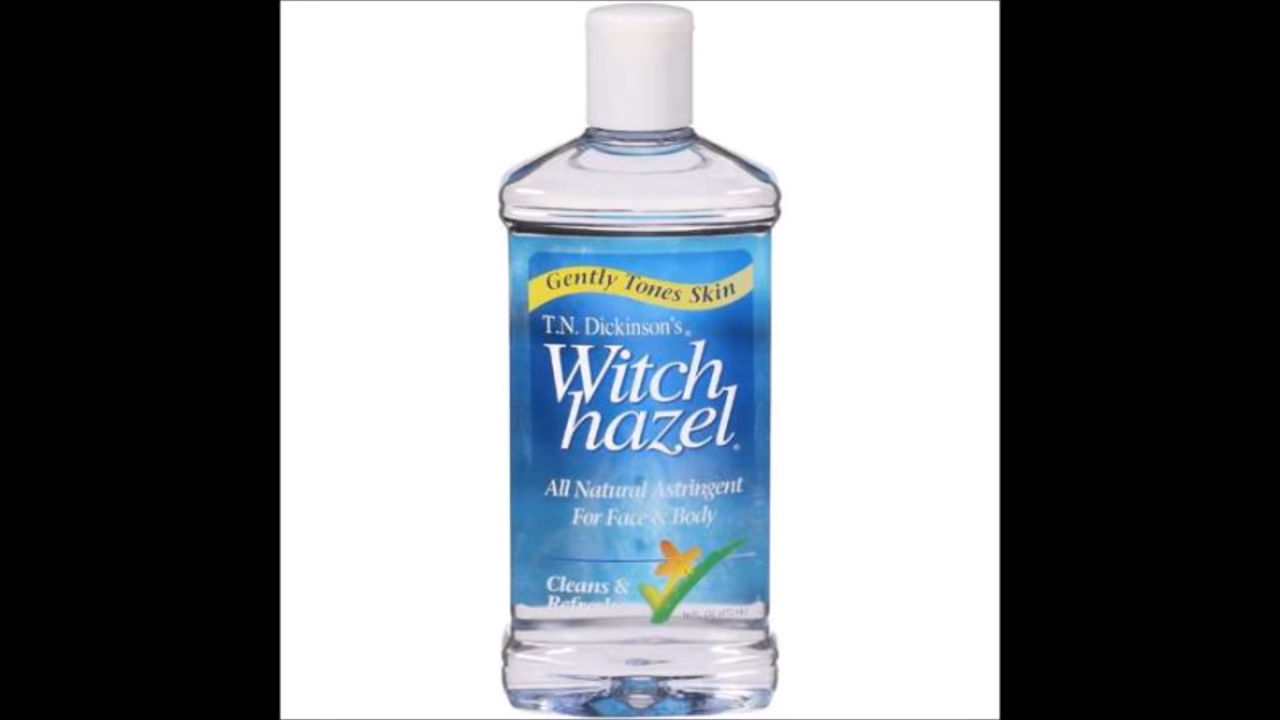 Gently Tones Skin
T.N. Dickinson's®
Witch
hazel®
All Natural Astringent
For Face & Body
Cleans &